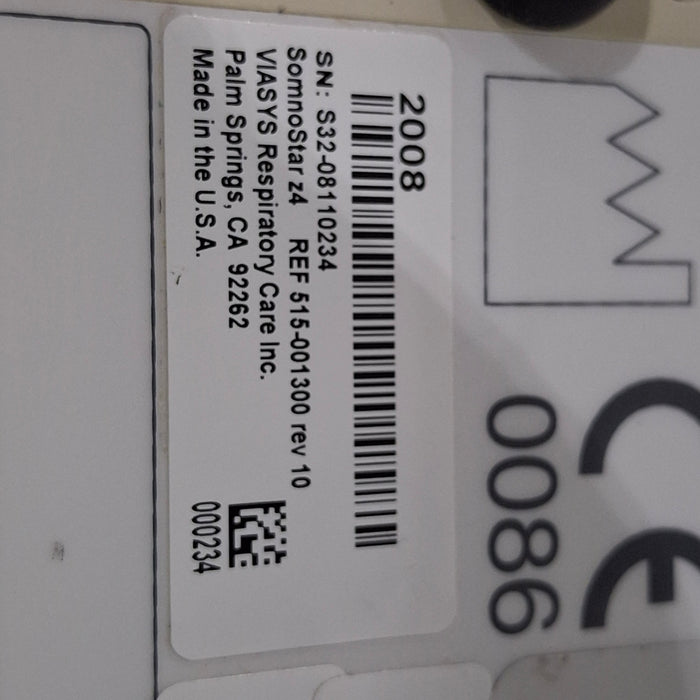 2008
SN: S32-08110234
SomnoStar z4 REF 515-001300 rev 10
VIASYS Respiratory Care Inc.
Palm Springs, CA 92262
Made in the U.S.A.
000234
CE
0086